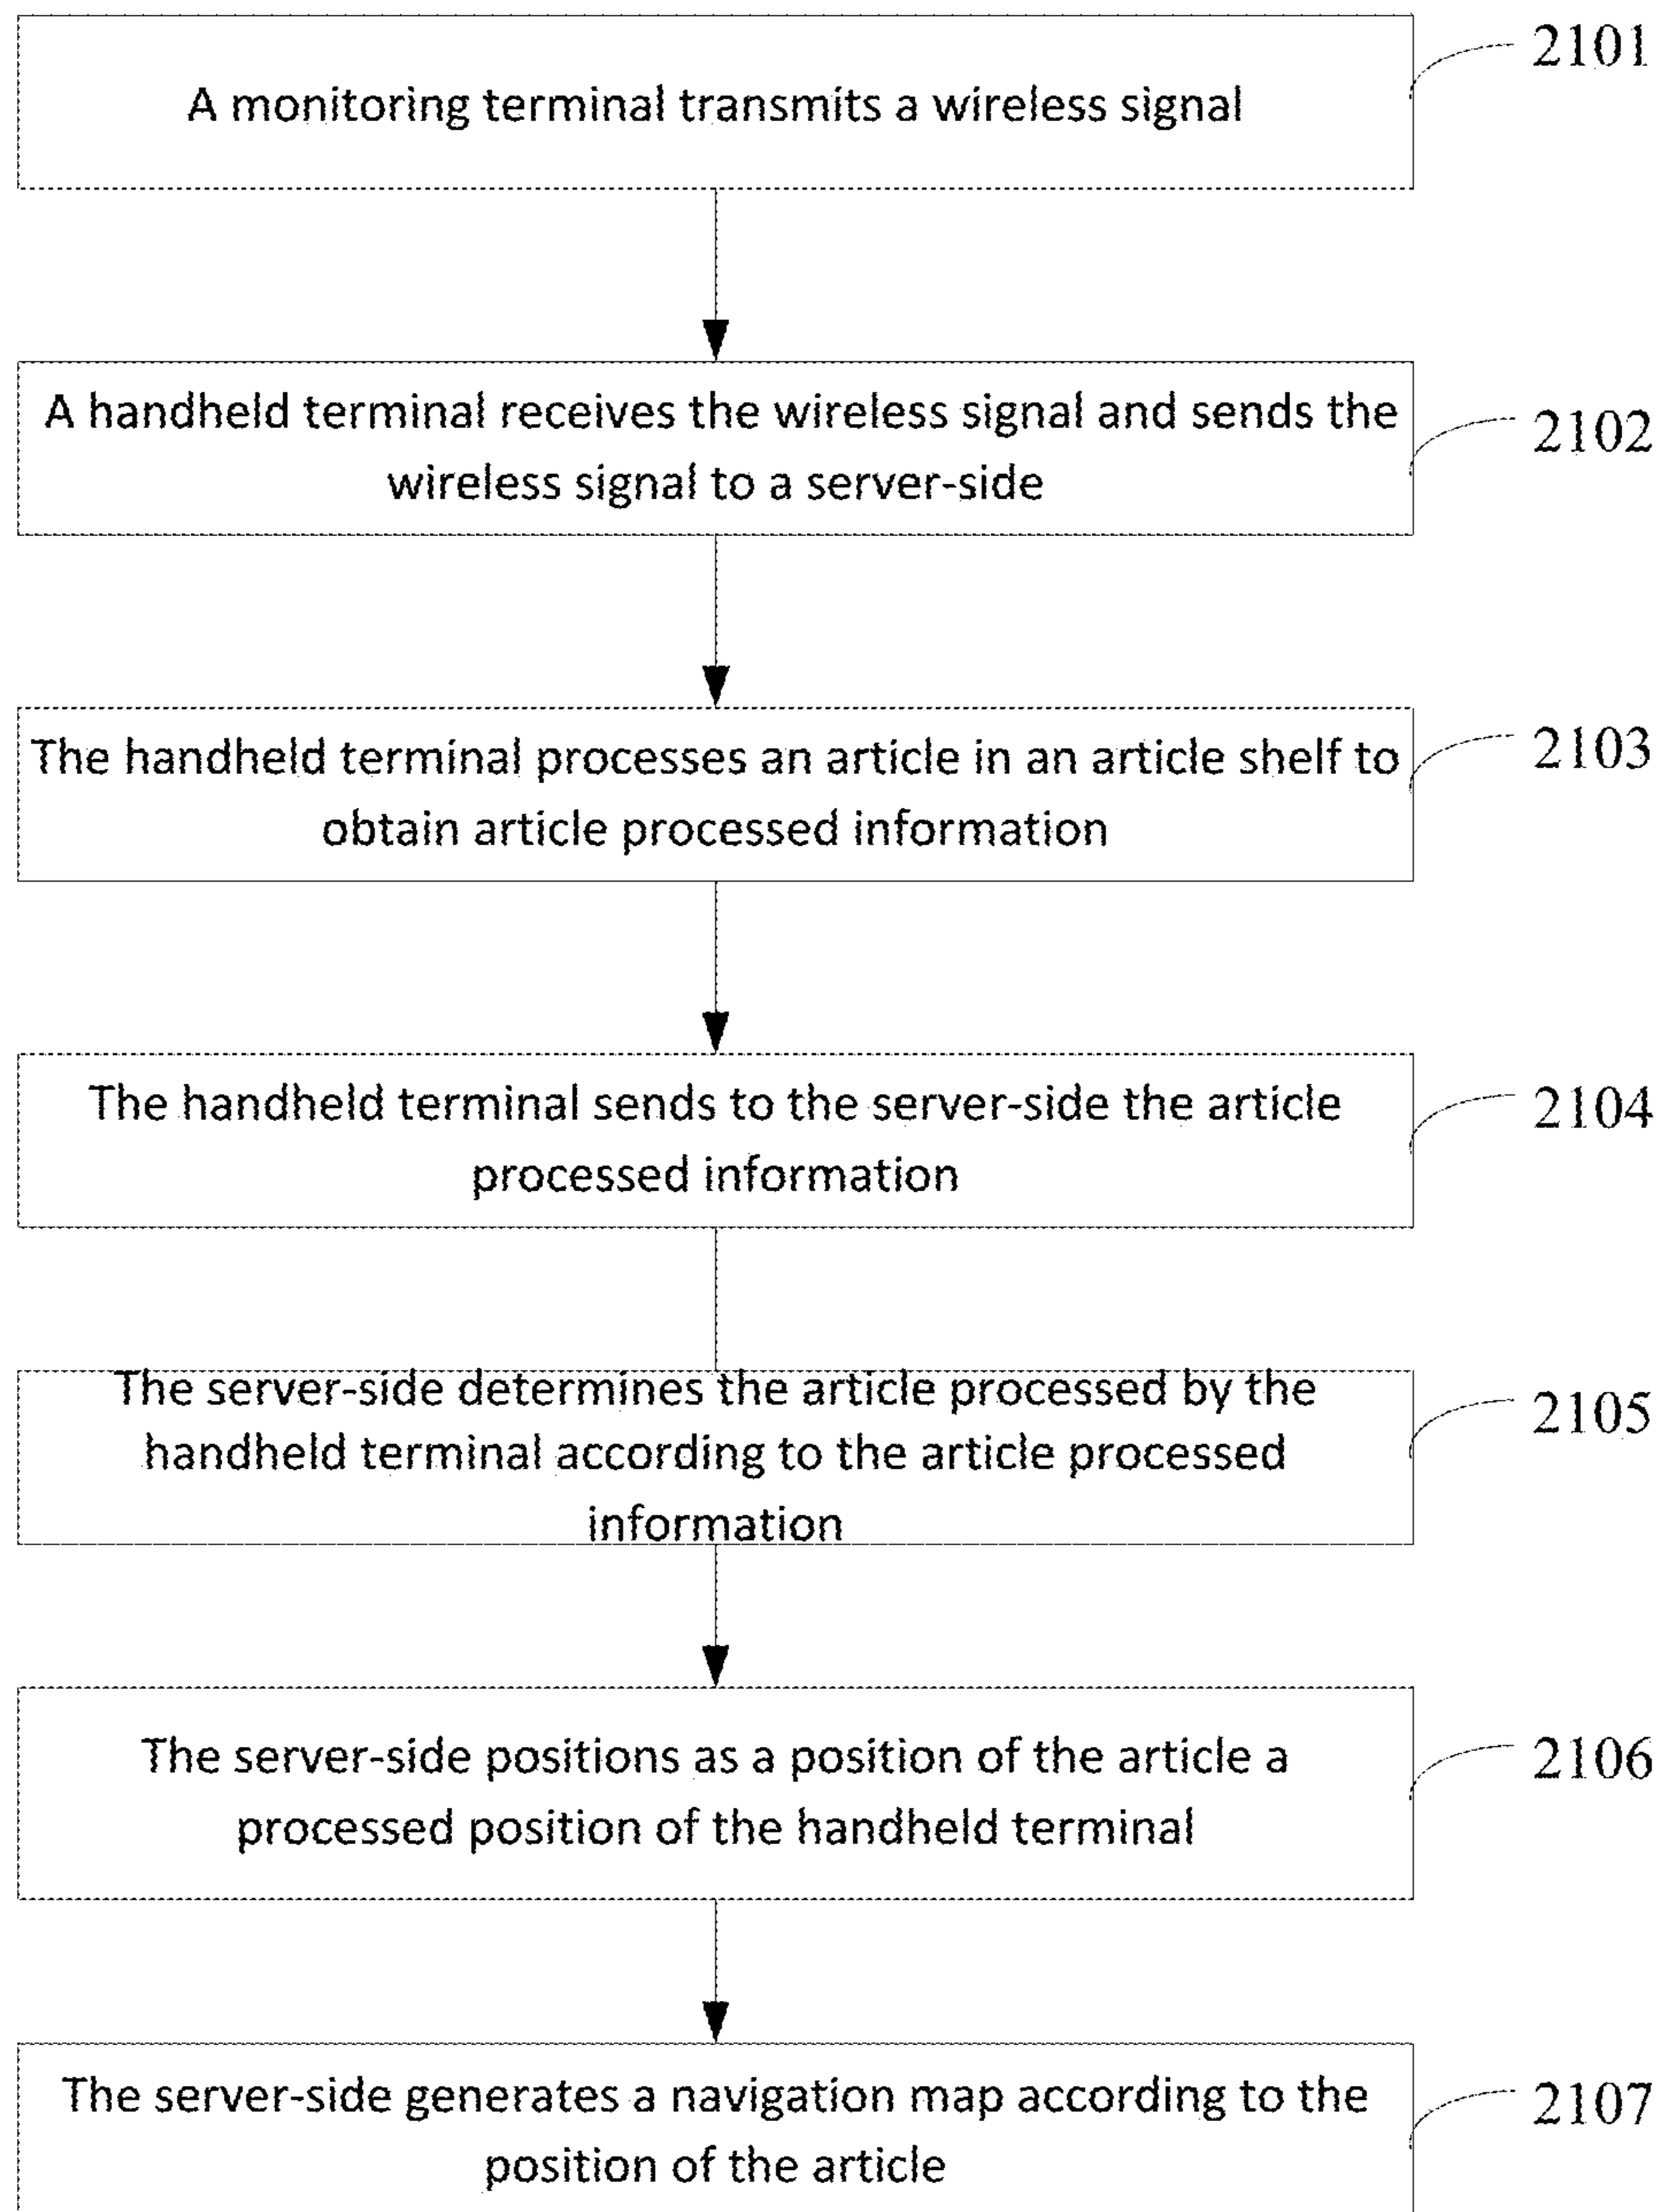 A monitoring terminal transmits a wireless signal
2101
A handheld terminal receives the wireless signal and sends the
wireless signal to a server-side
2102
The handheld terminal processes an article in an article shelf to
obtain article processed information
2103
The handheld terminal sends to the server-side the article
processed information
2104
The server-side determines the article processed by the
handheld terminal according to the article processed
information
2105
The server-side positions as a position of the article a
processed position of the handheld terminal
2106
The server-side generates a navigation map according to the
position of the article
2107